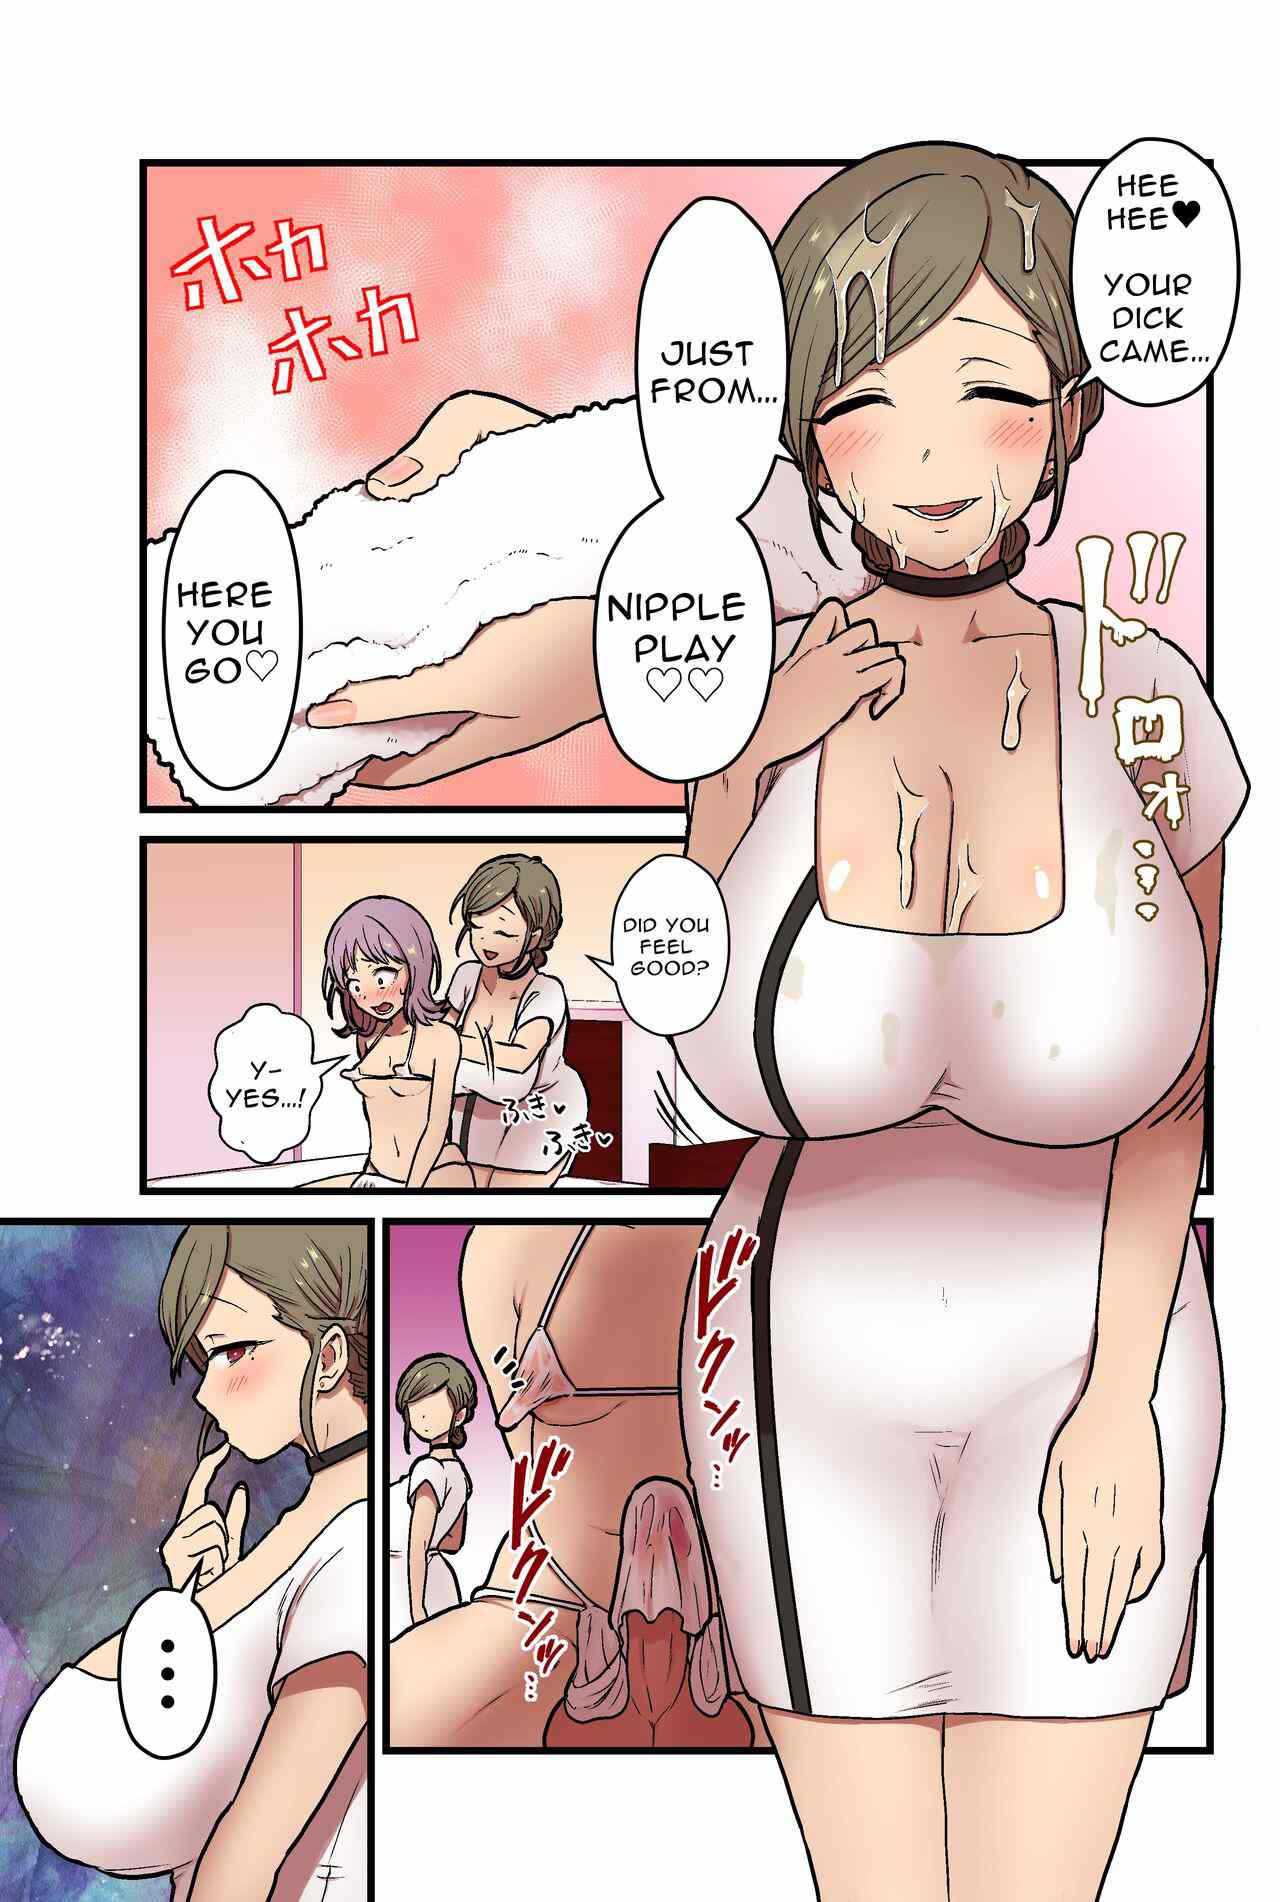 HEE
HEE♥
YOUR
DICK
CAME...
JUST
FROM...
NIPPLE
PLAY
♡♡
ホカ
ホカ
HERE
YOU
GO♡
ドロォ…
DID YOU
FEEL
GOOD?
Y-
YES...!
ふき♥
ふき♥
ドクンッ…
ドクンッ…
...